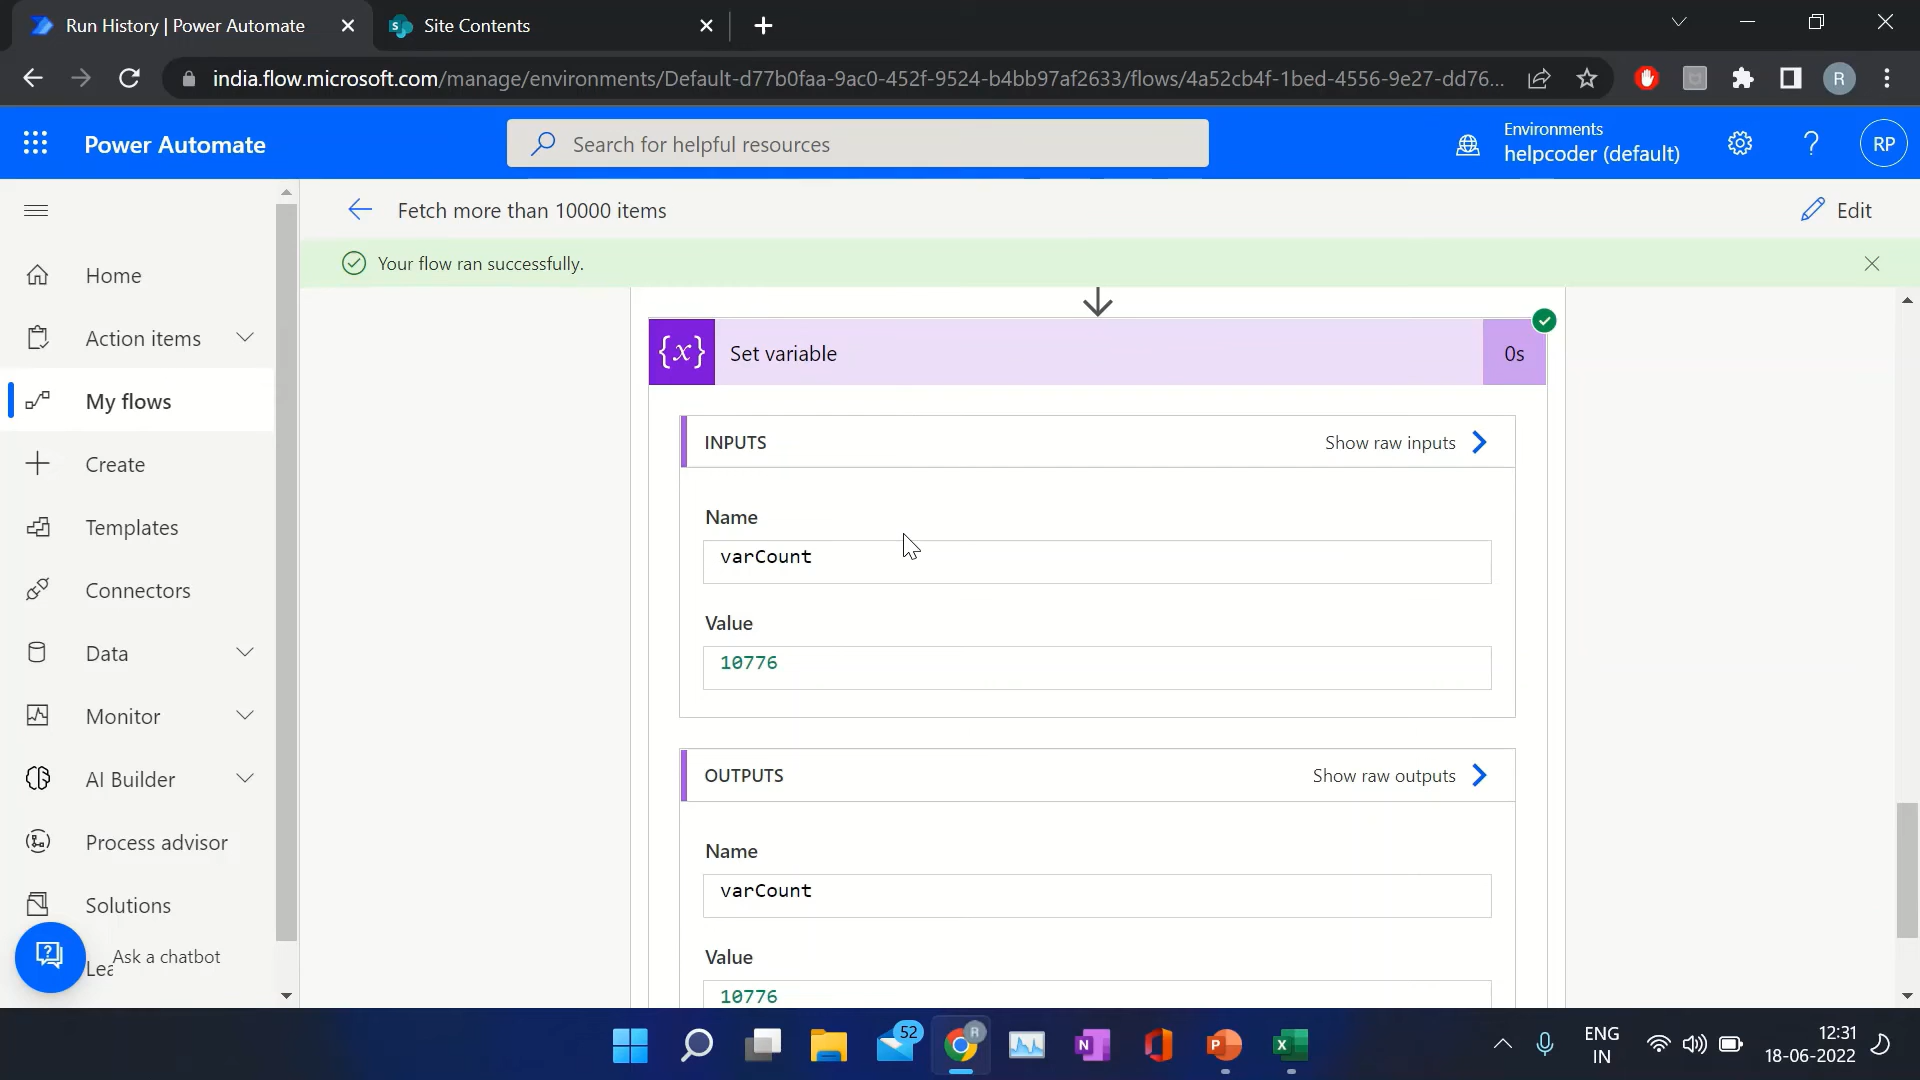 Run History | Power Automate
Site Contents
india.flow.microsoft.com/manage/environments/Default-d77b0faa-9ac0-452f-9524-b4bb97af2633/flows/4a52cb4f-1bed-4556-9e27-dd76...
R
Power Automate
Search for helpful resources
Environments
helpcoder (default)
RP
Fetch more than 10000 items
Edit
Your flow ran successfully.
Home
Action items
My flows
Create
Templates
Connectors
Data
Monitor
AI Builder
Process advisor
Solutions
Lea
Ask a chatbot
{x}
Set variable
0s
INPUTS
Show raw inputs
Name
varCount
Value
10776
OUTPUTS
Show raw outputs
Name
varCount
Value
10776
52
R
N
P
X
ENG
IN
12:31
18-06-2022